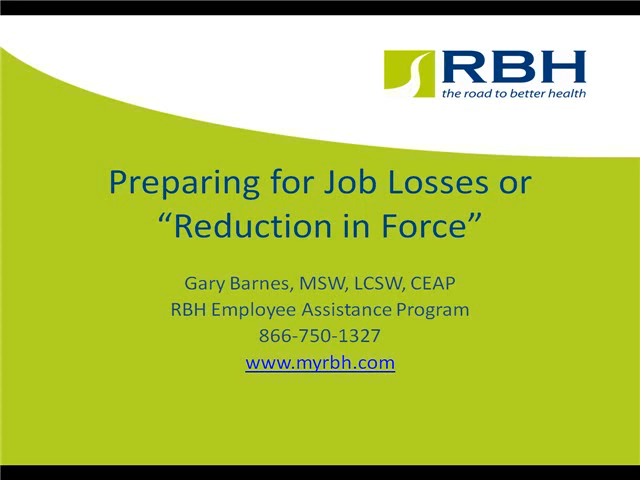 RBH
the road to better health
Preparing for Job Losses or
“Reduction in Force”
Gary Barnes, MSW, LCSW, CEAP
RBH Employee Assistance Program
866-750-1327
www.myrbh.com